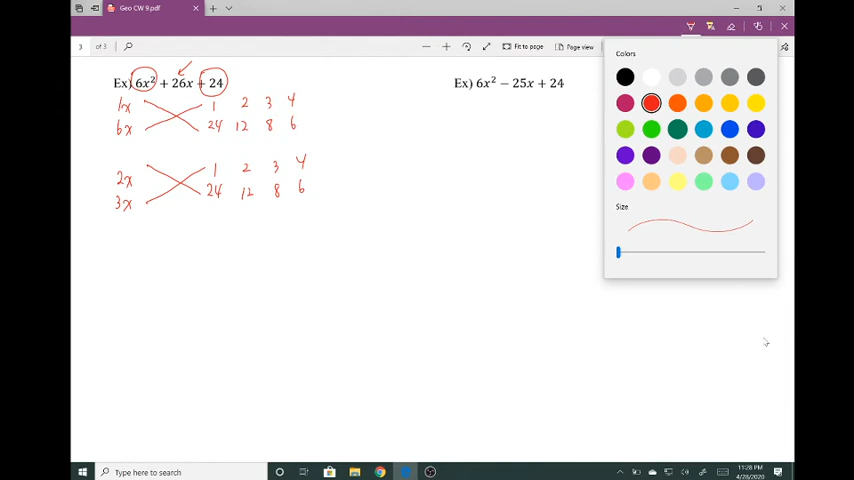 Geo CW 9.pdf
3 of 3
Fit to page
Page view
Ex) 6x² + 26x + 24
1x 1 2 3 4
6x 24 12 8 6
2x 1 2 3 4
3x 24 12 8 6
Ex) 6x² − 25x + 24
Colors
Size
Type here to search
11:28 PM
4/28/2020